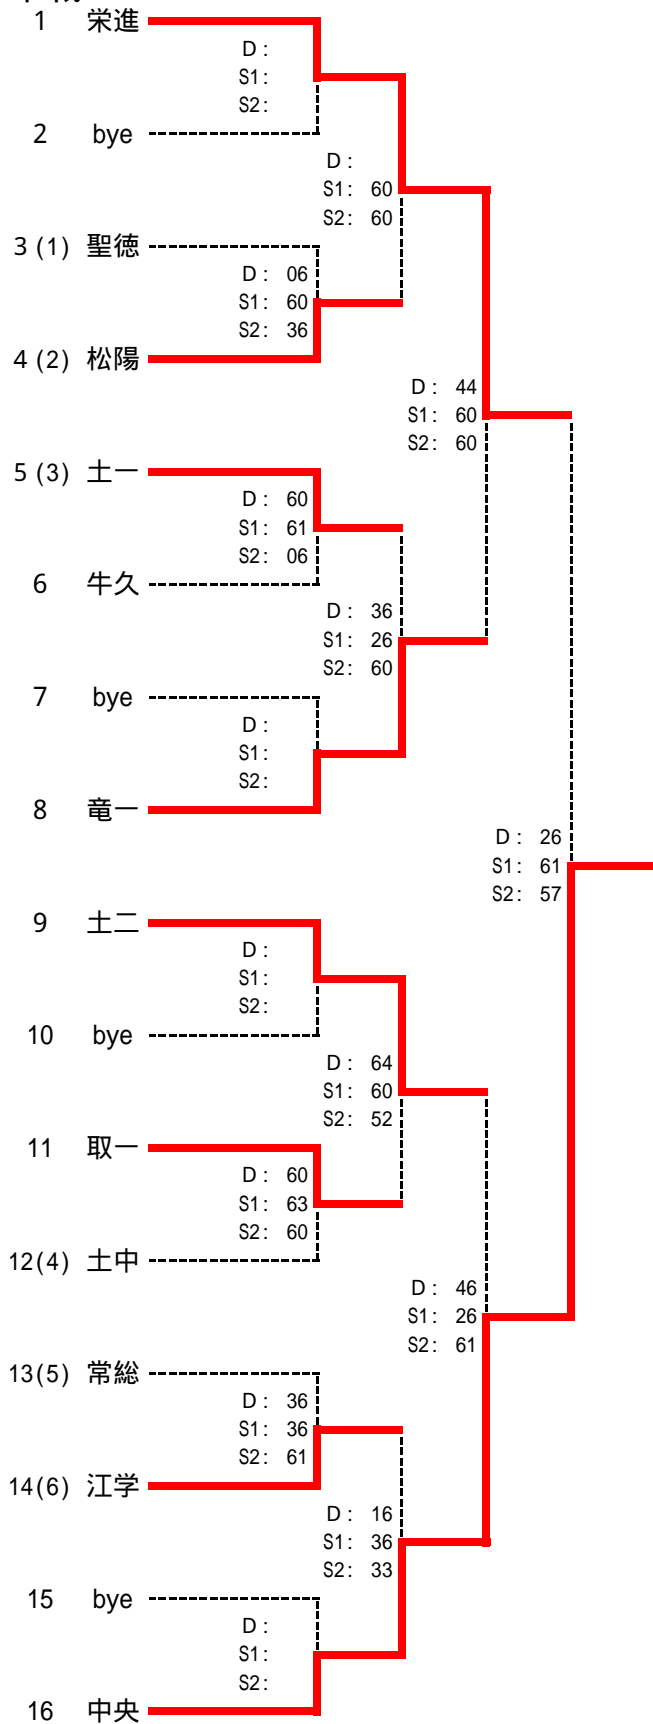 1 栄進
D :
S1:
S2:
2 bye
D :
S1: 60
S2: 60
3 (1) 聖徳
D : 06
S1: 60
S2: 36
4 (2) 松陽
D : 44
S1: 60
S2: 60
5 (3) 土一
D : 60
S1: 61
S2: 06
6 牛久
D : 36
S1: 26
S2: 60
7 bye
D :
S1:
S2:
8 竜一
D : 26
S1: 61
S2: 57
9 土二
D :
S1:
S2:
10 bye
D : 64
S1: 60
S2: 52
11 取一
D : 60
S1: 63
S2: 60
12(4) 土中
D : 46
S1: 26
S2: 61
13(5) 常総
D : 36
S1: 36
S2: 61
14(6) 江学
D : 16
S1: 36
S2: 33
15 bye
D :
S1:
S2:
16 中央